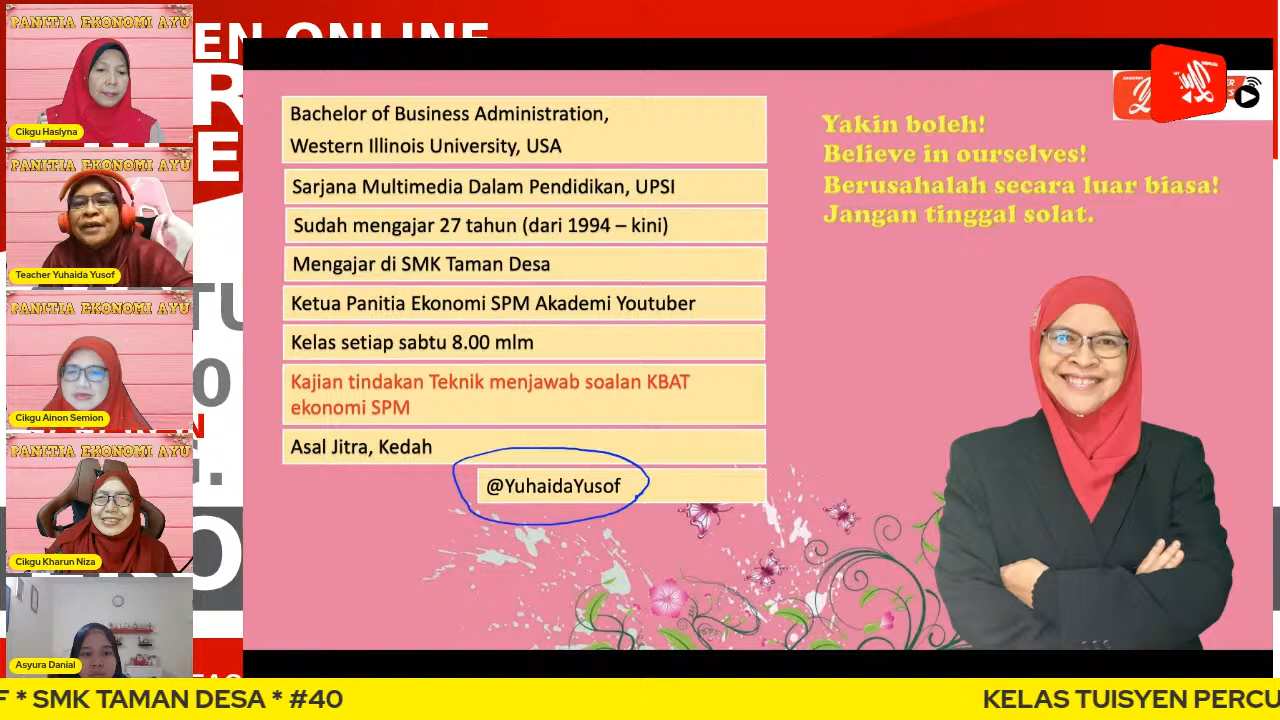 PANITIA EKONOMI AYU
Cikgu Haslyna
PANITIA EKONOMI AYU
Teacher Yuhaida Yusof
PANITIA EKONOMI AYU
Cikgu Ainon Semion
PANITIA EKONOMI AYU
Cikgu Kharun Niza
Asyura Danial
EN ONLINE
Bachelor of Business Administration,
Western Illinois University, USA
Sarjana Multimedia Dalam Pendidikan, UPSI
Sudah mengajar 27 tahun (dari 1994 – kini)
Mengajar di SMK Taman Desa
Ketua Panitia Ekonomi SPM Akademi Youtuber
Kelas setiap sabtu 8.00 mlm
Kajian tindakan Teknik menjawab soalan KBAT
ekonomi SPM
Asal Jitra, Kedah
@YuhaidaYusof
Yakin boleh!
Believe in ourselves!
Berusahalah secara luar biasa!
Jangan tinggal solat.
F * SMK TAMAN DESA * #40
KELAS TUISYEN PERCU